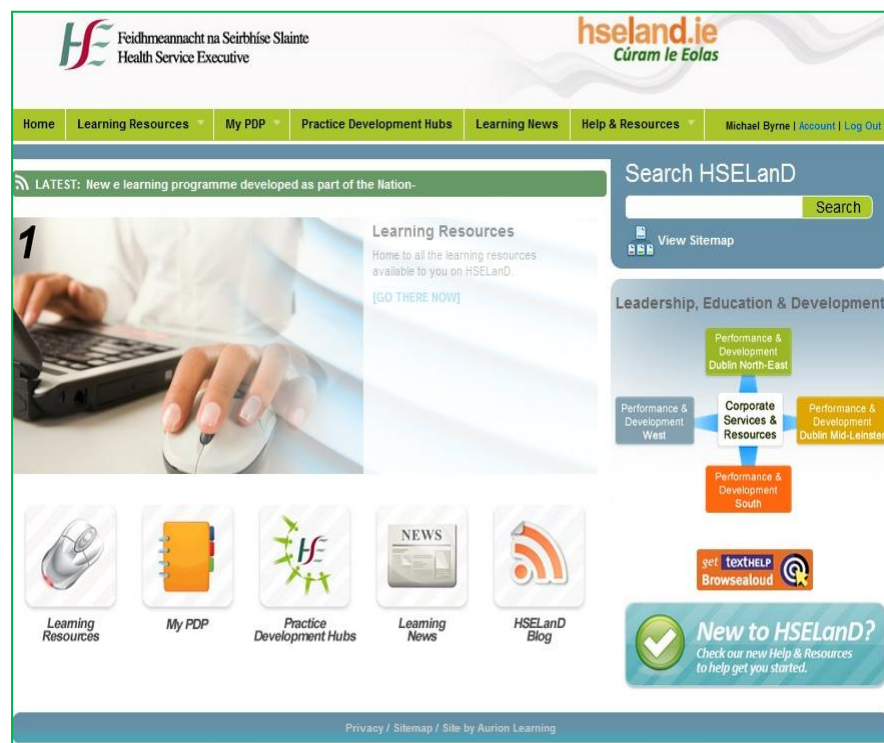 Feidhmeannacht na Seirbhíse Slainte
Health Service Executive
hseland.ie
Cúram le Eolas
Home
Learning Resources
My PDP
Practice Development Hubs
Learning News
Help & Resources
Michael Byrne | Account | Log Out
LATEST: New e learning programme developed as part of the Nation-
1
Learning Resources
Home to all the learning resources
available to you on HSELanD.
[GO THERE NOW]
Search HSELanD
Search
View Sitemap
Leadership, Education & Development
Performance &
Development
Dublin North-East
Performance &
Development
West
Corporate
Services &
Resources
Performance &
Development
Dublin Mid-Leinster
Performance &
Development
South
get textHELP
Browsealoud
Learning
Resources
My PDP
Practice
Development Hubs
NEWS
Learning
News
HSELanD
Blog
New to HSELanD?
Check our new Help & Resources
to help get you started.
Privacy / Sitemap / Site by Aurion Learning